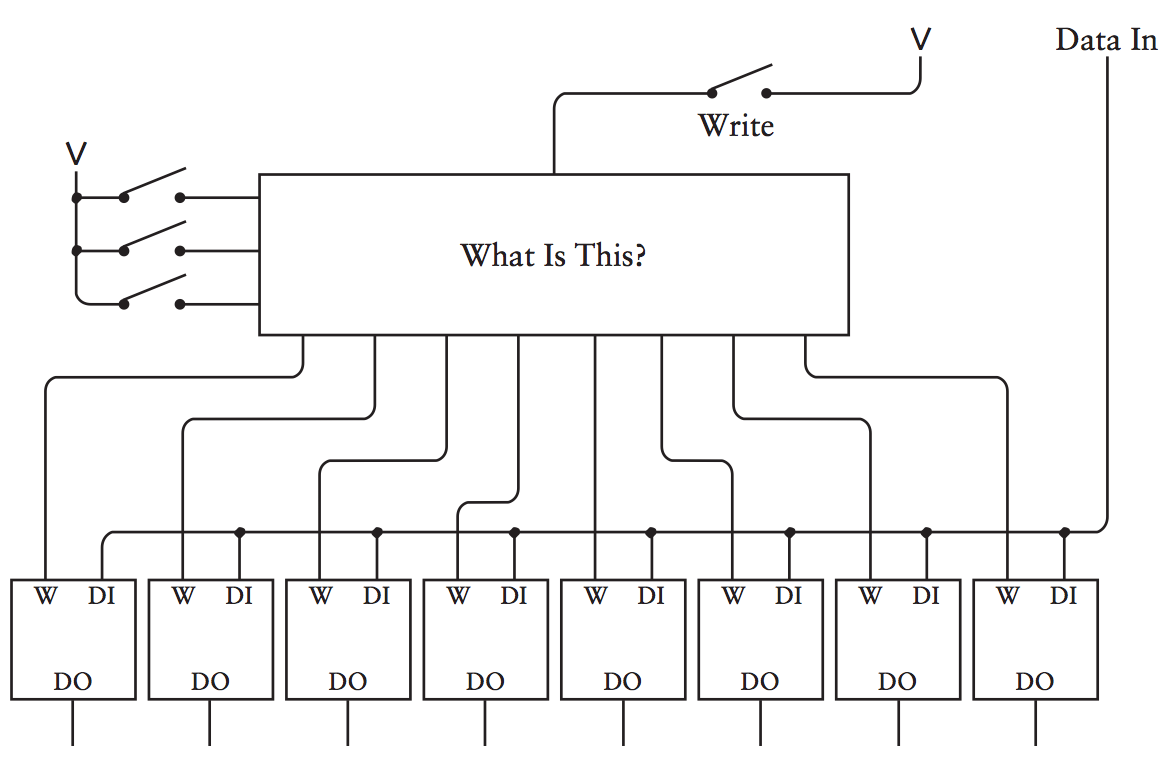 V
Data In
Write
V
What Is This?
W DI W DI W DI W DI W DI W DI W DI W DI
DO DO DO DO DO DO DO DO